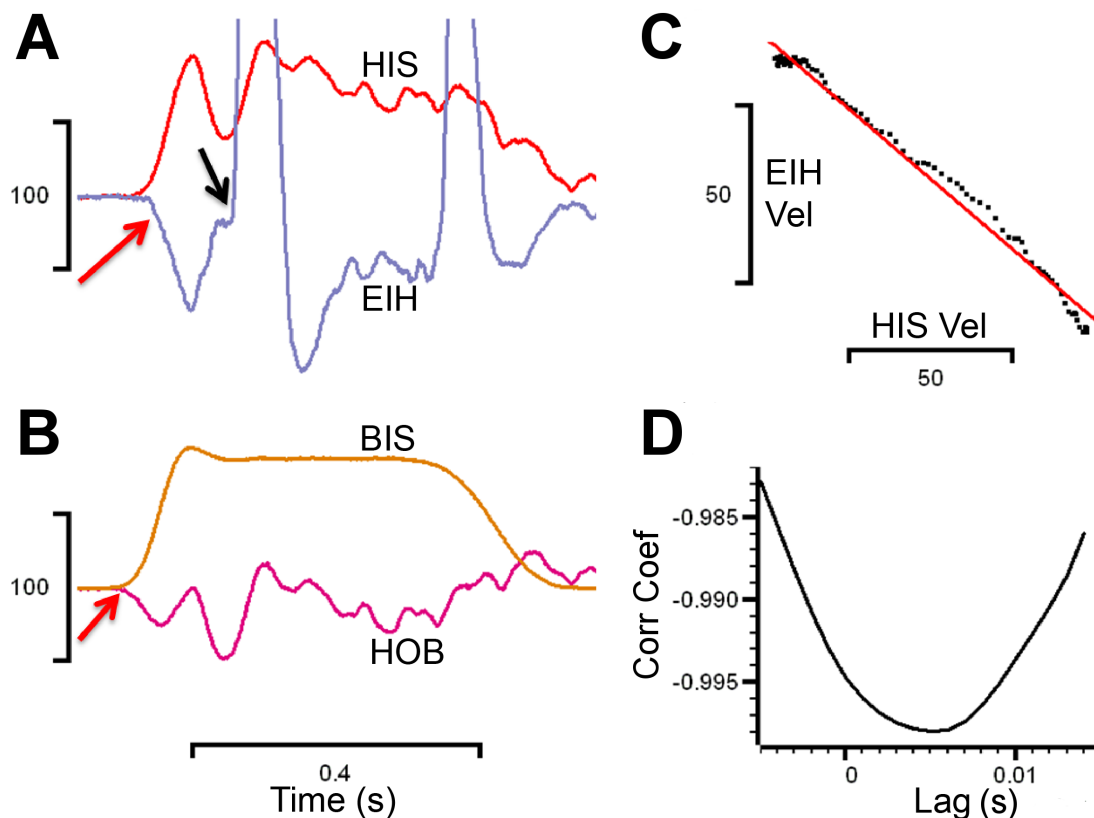 A
HIS
100
EIH
B
BIS
100
HOB
0.4
Time (s)
C
50
EIH
Vel
HIS Vel
50
D
Corr Coef
-0.985
-0.990
-0.995
0
0.01
Lag (s)